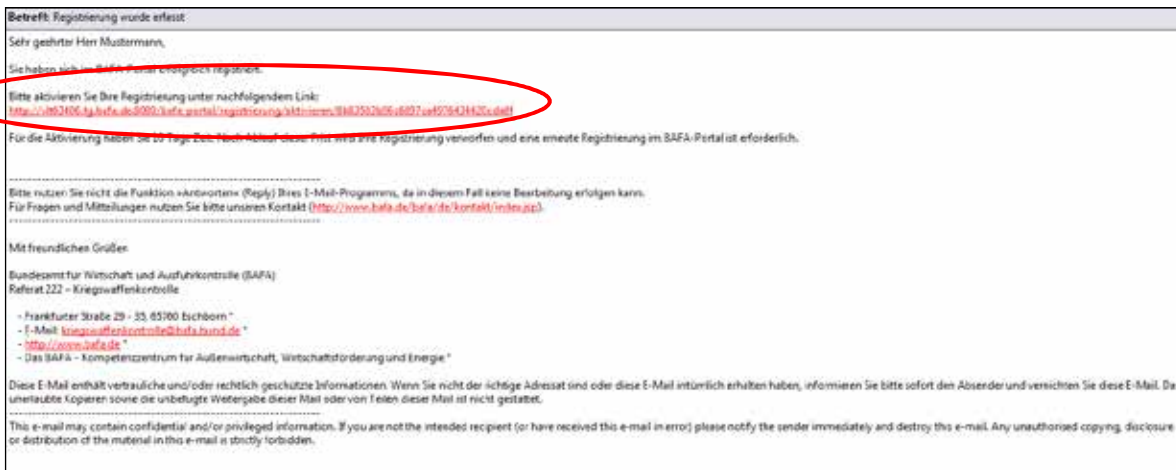 Betreff: Registrierung wurde erfasst
Sehr geehrter Herr Mustermann,
Sie haben sich im BAFA-Portal erfolgreich registriert.
Bitte aktivieren Sie Ihre Registrierung unter nachfolgendem Link:
Für die Aktivierung haben Sie 10 Tage Zeit. Nach Ablauf dieser Frist wird Ihre Registrierung verworfen und eine erneute Registrierung im BAFA-Portal ist erforderlich.
Bitte nutzen Sie nicht die Funktion »Antworten« (Reply) Ihres E-Mail-Programms, da in diesem Fall keine Bearbeitung erfolgen kann.
Für Fragen und Mitteilungen nutzen Sie bitte unseren Kontakt (http://www.bafa.de/bafa/de/kontakt/index.jsp).
Mit freundlichen Grüßen
Bundesamt für Wirtschaft und Ausfuhrkontrolle (BAFA)
Referat 222 - Kriegswaffenkontrolle
- Frankfurter Straße 29 - 35, 65760 Eschborn *
- E-Mail: kriegswaffenkontrolle@bafa.bund.de *
- http://www.bafa.de *
- Das BAFA - Kompetenzzentrum für Außenwirtschaft, Wirtschaftsförderung und Energie *
Diese E-Mail enthält vertrauliche und/oder rechtlich geschützte Informationen. Wenn Sie nicht der richtige Adressat sind oder diese E-Mail irrtümlich erhalten haben, informieren Sie bitte sofort den Absender und vernichten Sie diese E-Mail. Da
unerlaubte Kopieren sowie die unbefugte Weitergabe dieser Mail oder von Teilen dieser Mail ist nicht gestattet.
This e-mail may contain confidential and/or privileged information. If you are not the intended recipient (or have received this e-mail in error) please notify the sender immediately and destroy this e-mail. Any unauthorised copying, disclosure
or distribution of the material in this e-mail is strictly forbidden.